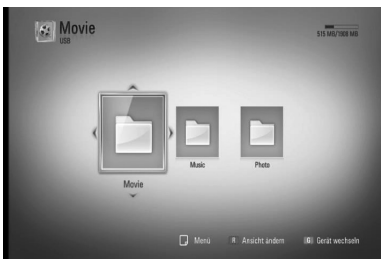 Movie
USB
515 MB/1908 MB
Music
Photo
Movie
Menü
R Ansicht ändern
G Gerät wechseln